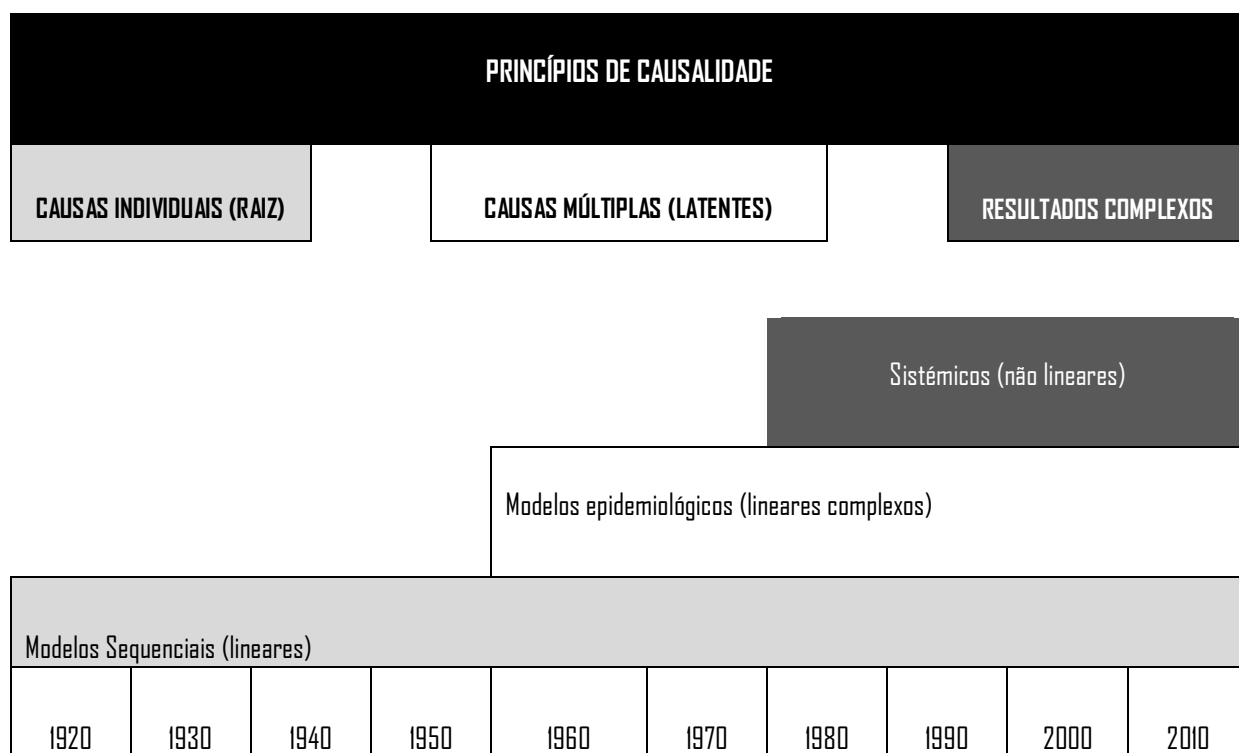 PRINCÍPIOS DE CAUSALIDADE
CAUSAS INDIVIDUAIS (RAIZ)
CAUSAS MÚLTIPLAS (LATENTES)
RESULTADOS COMPLEXOS
Sistémicos (não lineares)
Modelos epidemiológicos (lineares complexos)
Modelos Sequenciais (lineares)
1920 1930 1940 1950 1960 1970 1980 1990 2000 2010